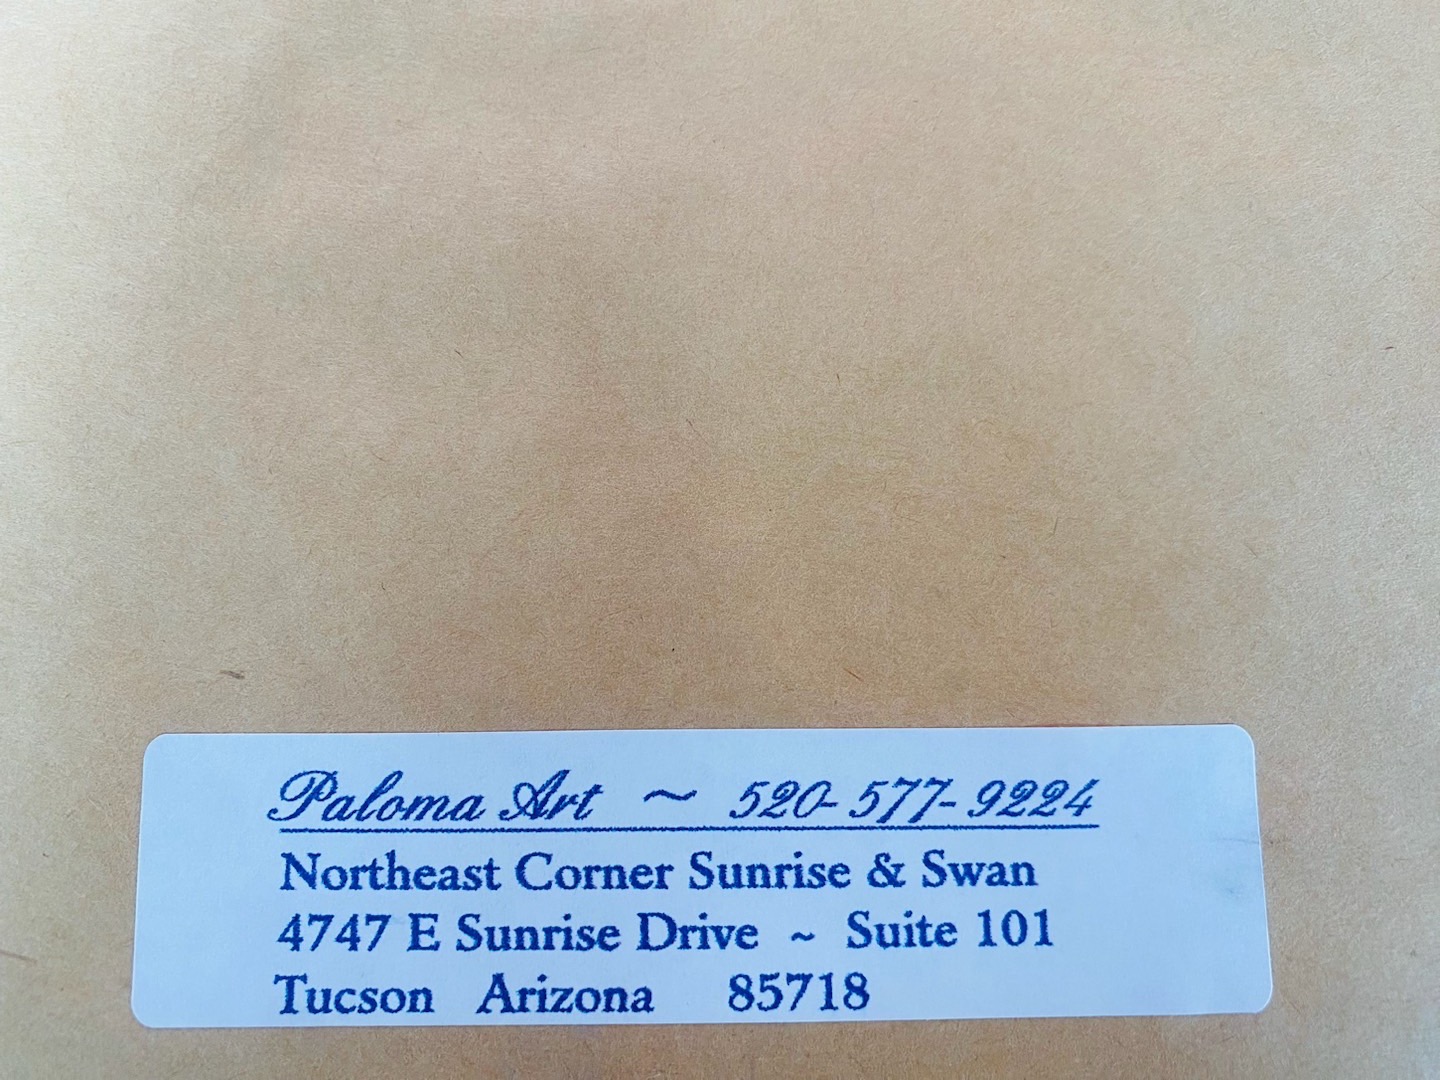 Paloma Art ~ 520-577-9224
Northeast Corner Sunrise & Swan
4747 E Sunrise Drive ~ Suite 101
Tucson Arizona 85718